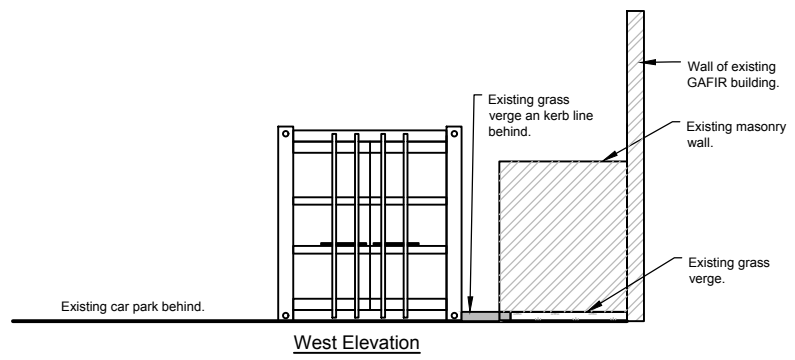 Wall of existing
GAFIR building.
Existing grass
verge an kerb line
behind.
Existing masonry
wall.
Existing grass
verge.
Existing car park behind.
West Elevation